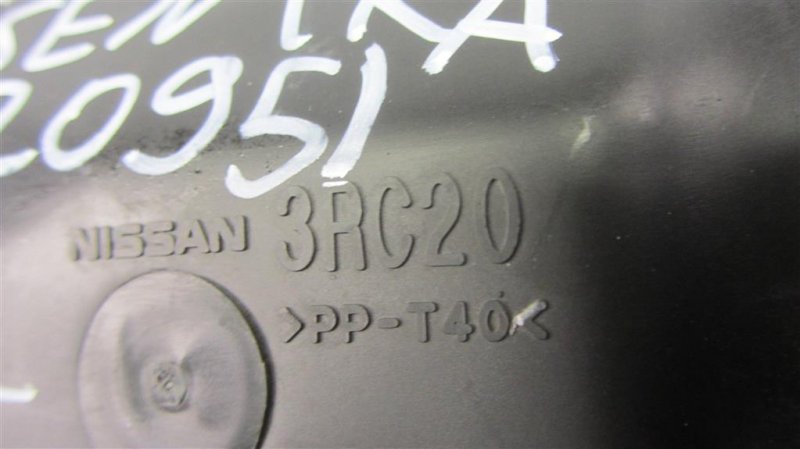 SENTRA
20951
NISSAN 3RC20
>PP-T40<